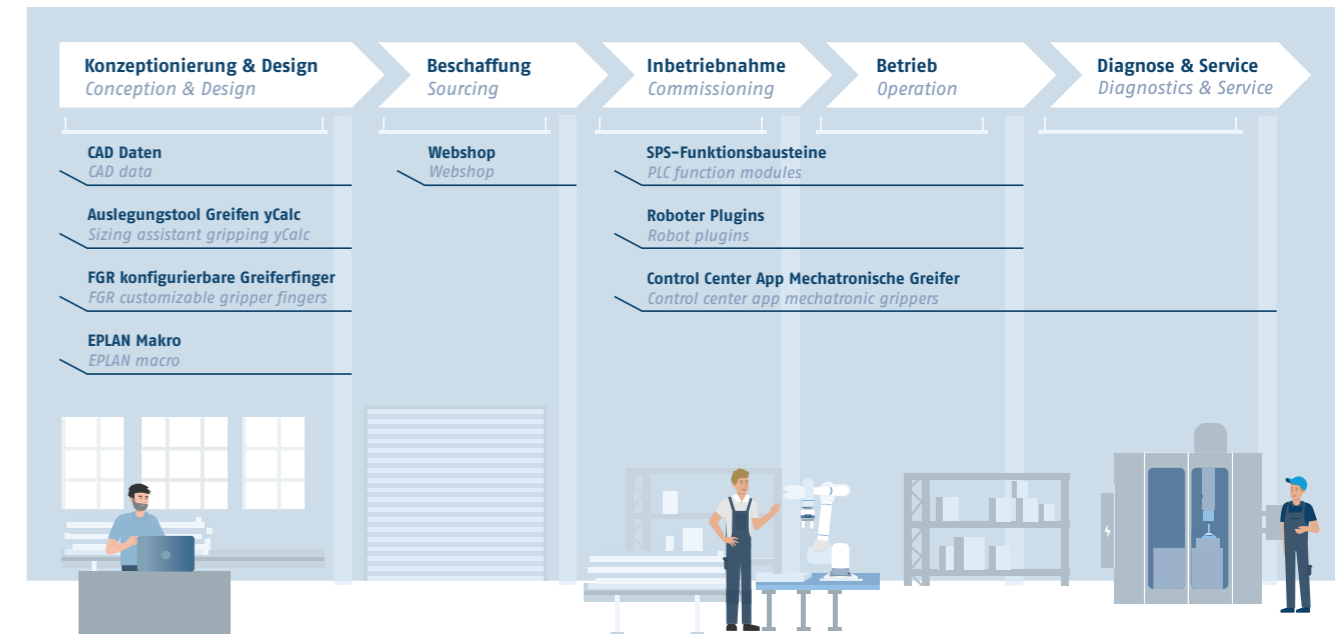 Konzeptionierung & Design
Conception & Design
Beschaffung
Sourcing
Inbetriebnahme
Commissioning
Betrieb
Operation
Diagnose & Service
Diagnostics & Service
CAD Daten
CAD data
Auslegungstool Greifen yCalc
Sizing assistant gripping yCalc
FGR konfigurierbare Greiferfinger
FGR customizable gripper fingers
EPLAN Makro
EPLAN macro
Webshop
Webshop
SPS-Funktionsbausteine
PLC function modules
Roboter Plugins
Robot plugins
Control Center App Mechatronische Greifer
Control center app mechatronic grippers